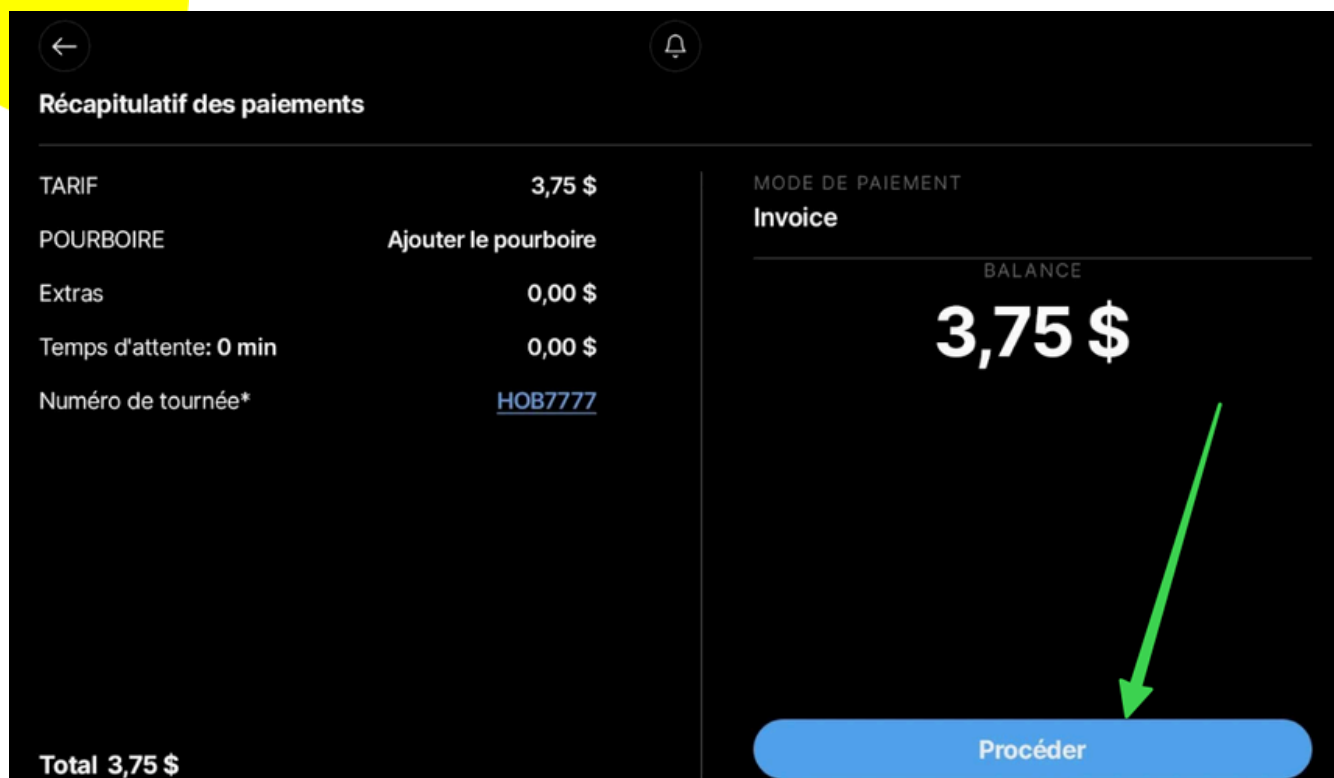 Récapitulatif des paiements
TARIF 3,75 $
POURBOIRE Ajouter le pourboire
Extras 0,00 $
Temps d'attente: 0 min 0,00 $
Numéro de tournée* HOB7777
Total 3,75 $
MODE DE PAIEMENT
Invoice
BALANCE
3,75 $
Procéder